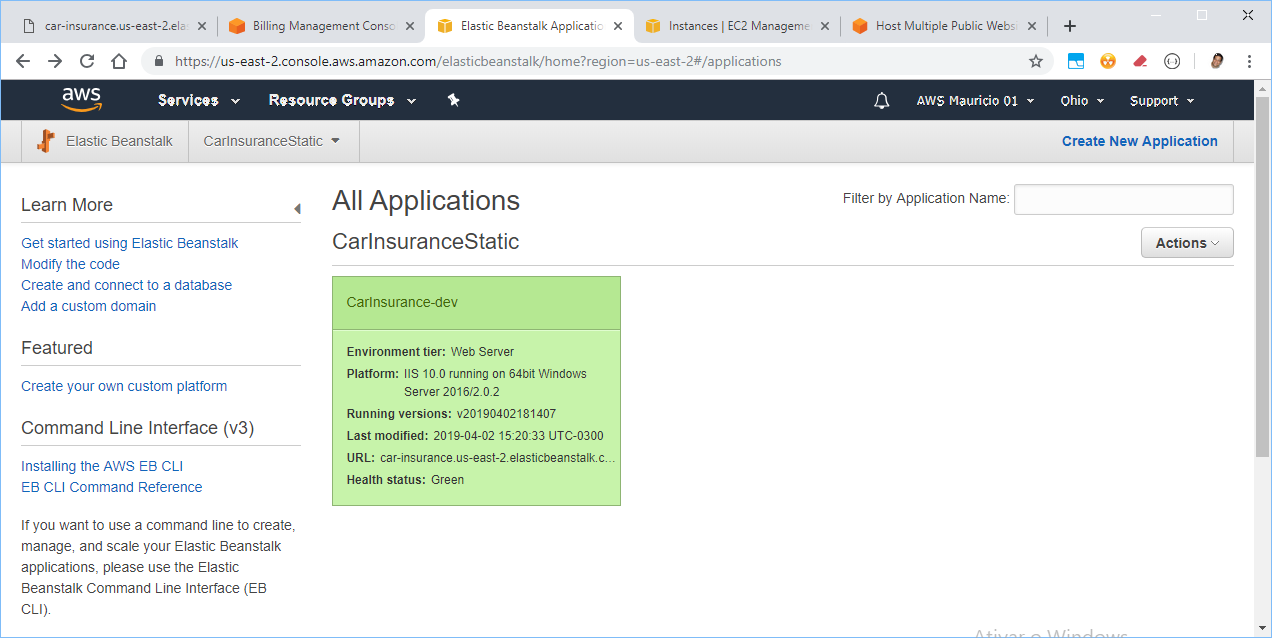 car-insurance.us-east-2.elas
Billing Management Conso
Elastic Beanstalk Applicatio
Instances | EC2 Manageme
Host Multiple Public Websi
https://us-east-2.console.aws.amazon.com/elasticbeanstalk/home?region=us-east-2#/applications
aws
Services
Resource Groups
AWS Mauricio 01
Ohio
Support
Elastic Beanstalk
CarInsuranceStatic
Create New Application
Learn More
Get started using Elastic Beanstalk
Modify the code
Create and connect to a database
Add a custom domain
Featured
Create your own custom platform
Command Line Interface (v3)
Installing the AWS EB CLI
EB CLI Command Reference
If you want to use a command line to create,
manage, and scale your Elastic Beanstalk
applications, please use the Elastic
Beanstalk Command Line Interface (EB
CLI).
All Applications
Filter by Application Name:
CarInsuranceStatic
Actions
CarInsurance-dev
Environment tier: Web Server
Platform: IIS 10.0 running on 64bit Windows
Server 2016/2.0.2
Running versions: v20190402181407
Last modified: 2019-04-02 15:20:33 UTC-0300
URL: car-insurance.us-east-2.elasticbeanstalk.c...
Health status: Green
Ativar o Windows